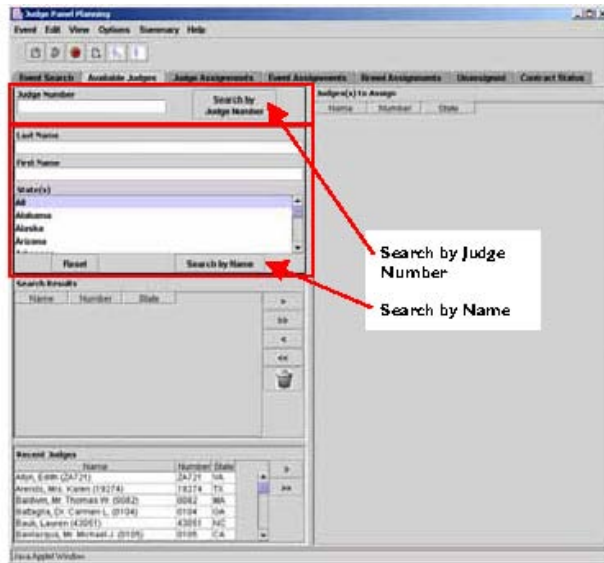 Judge Panel Planning
Event Edit View Options Summary Help
Event Search Available Judges Judge Assignments Event Assignments Breed Assignments Unassigned Contract Status
Judge Number
Search by
Judge Number
Judges(s) to Assign
Name Number State
Last Name
First Name
State(s)
All
Alabama
Alaska
Arizona
Reset Search by Name
Search by Judge
Number
Search by Name
Search Results
Name Number State
>
>>
<
<<
Recent Judges
Name Number State
Allyn, Edith (ZA721) ZA721 VA
Arends, Mrs. Karen (19274) 19274 TX
Baldwin, Mr. Thomas W. (0082) 0082 MA
Battaglia, Dr. Carmen L. (0104) 0104 GA
Bauk, Lauren (43051) 43051 NC
Mr. Michael J. (0105) 0105 CA
>
>>
Java Applet Window